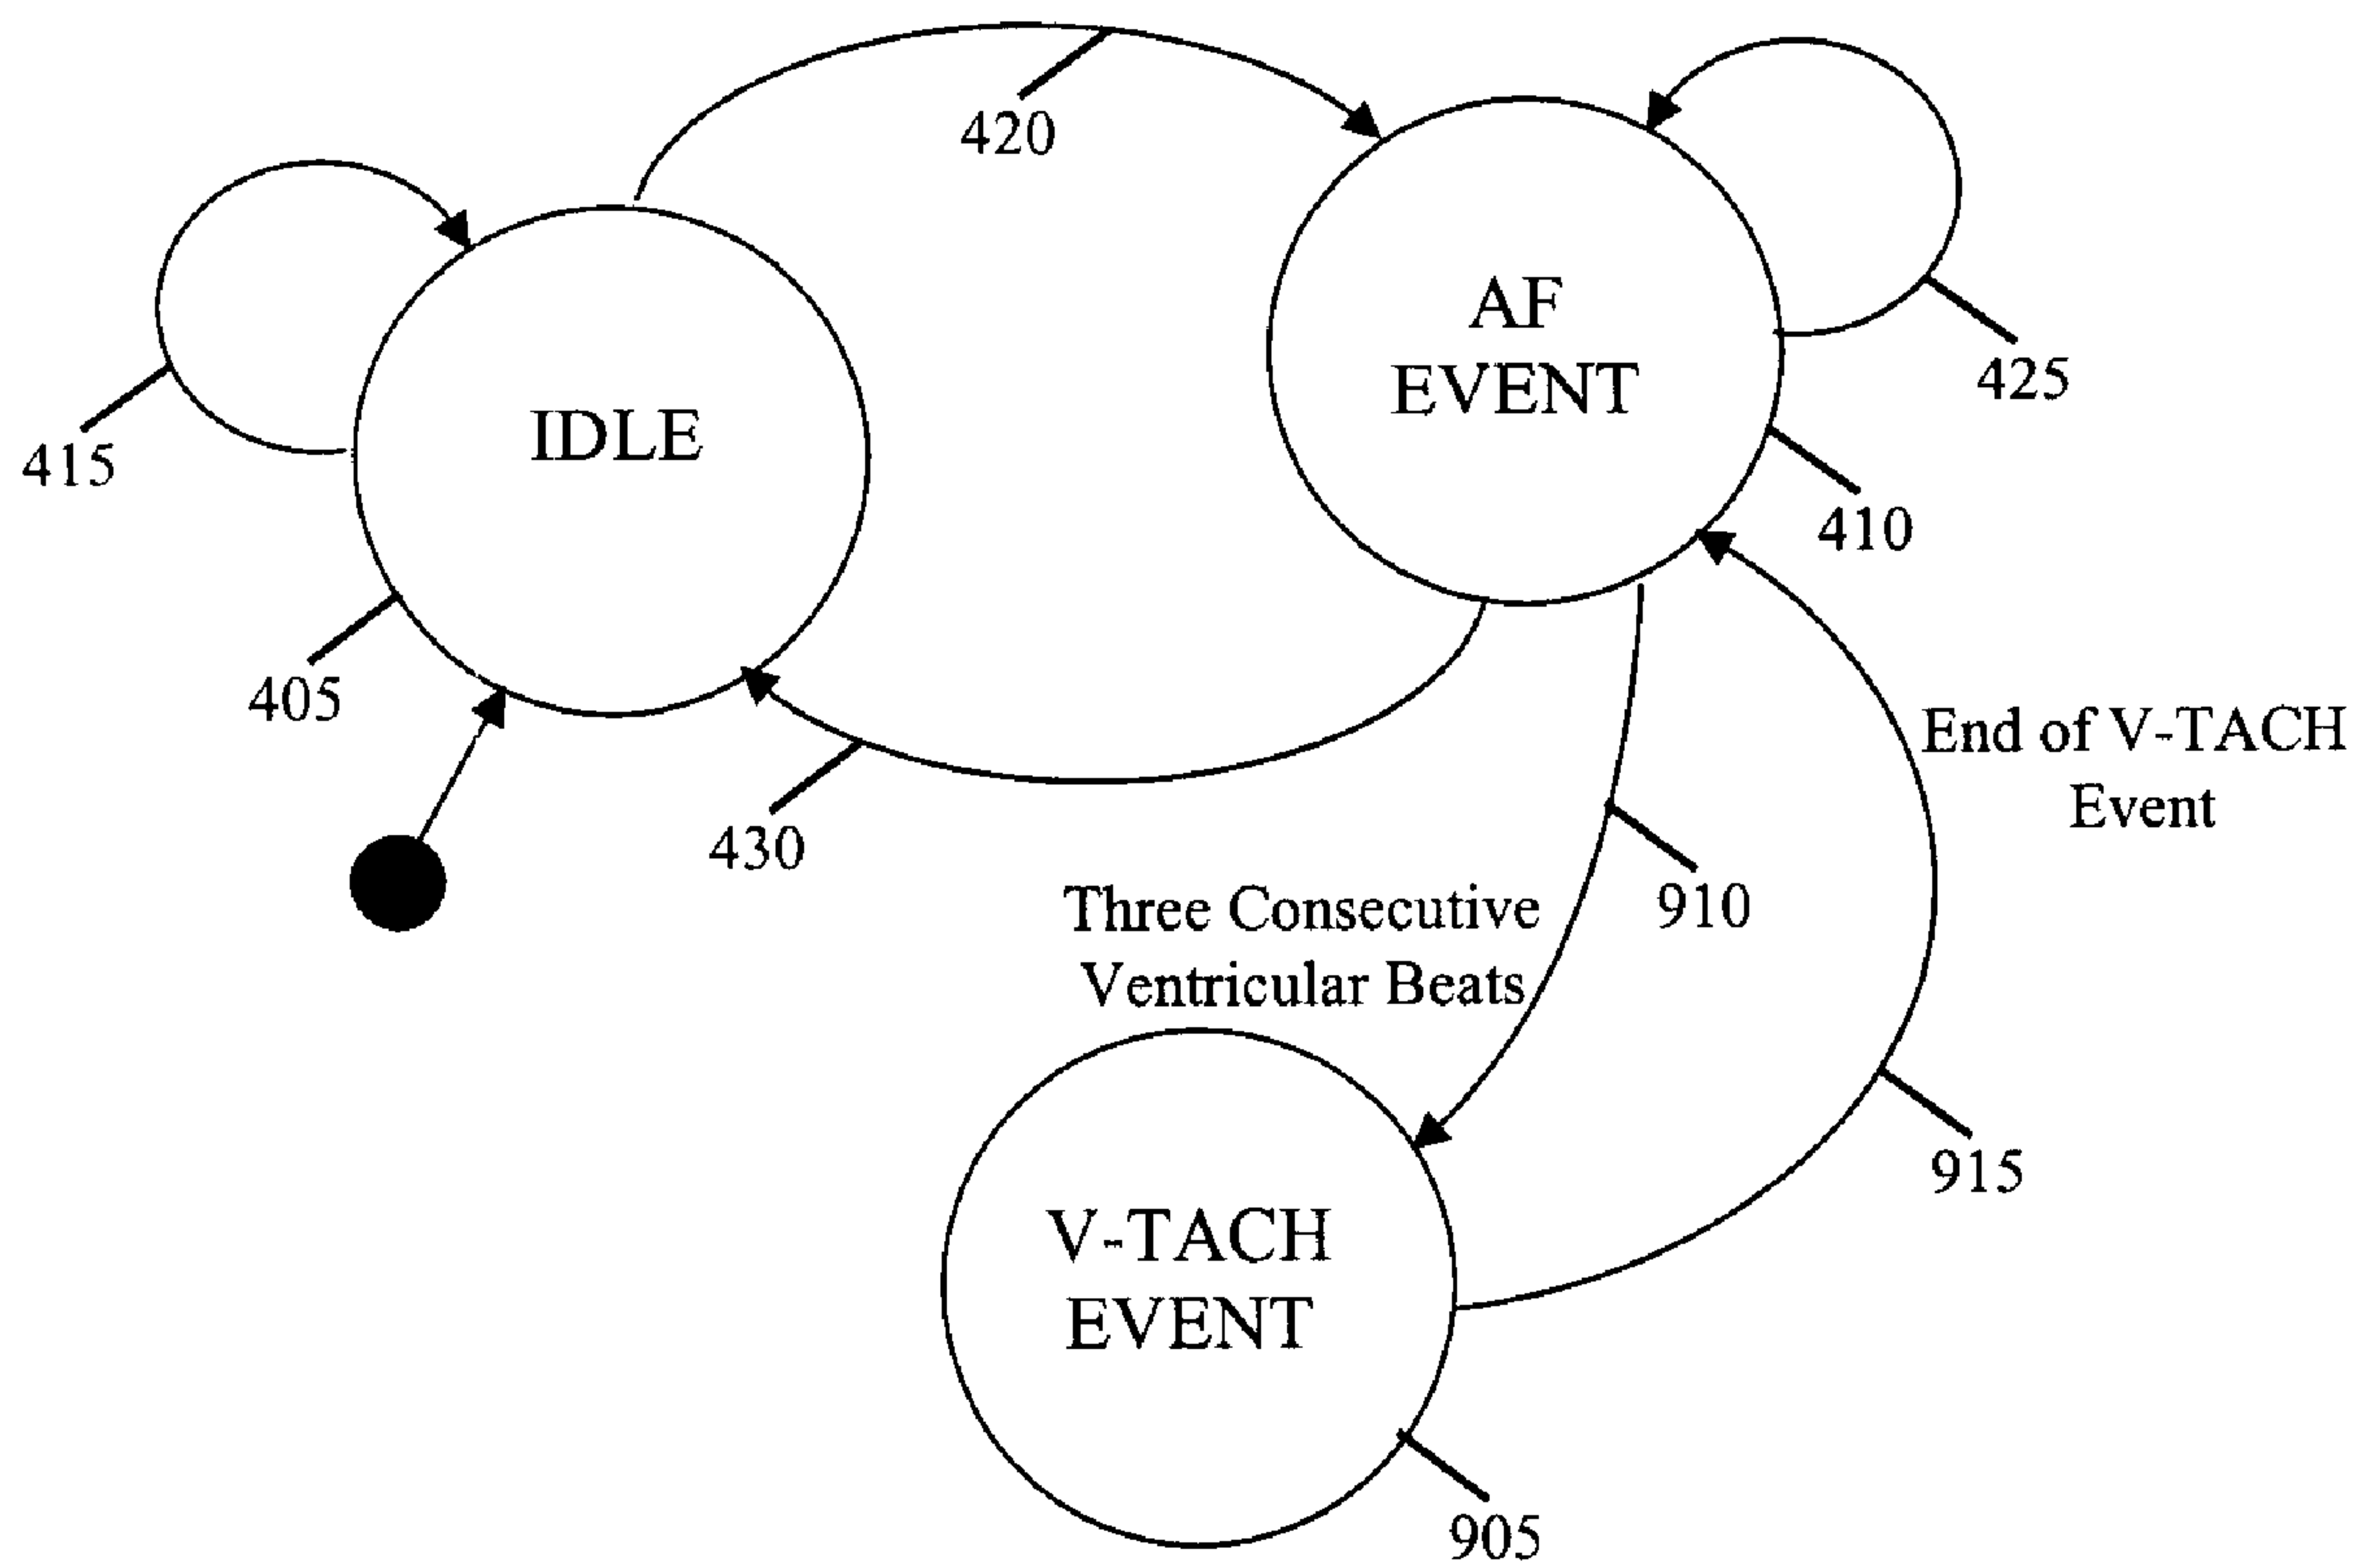 420
AF
EVENT
425
IDLE
415
410
405
End of V-TACH
Event
430
Three Consecutive
Ventricular Beats
910
915
V-TACH
EVENT
905